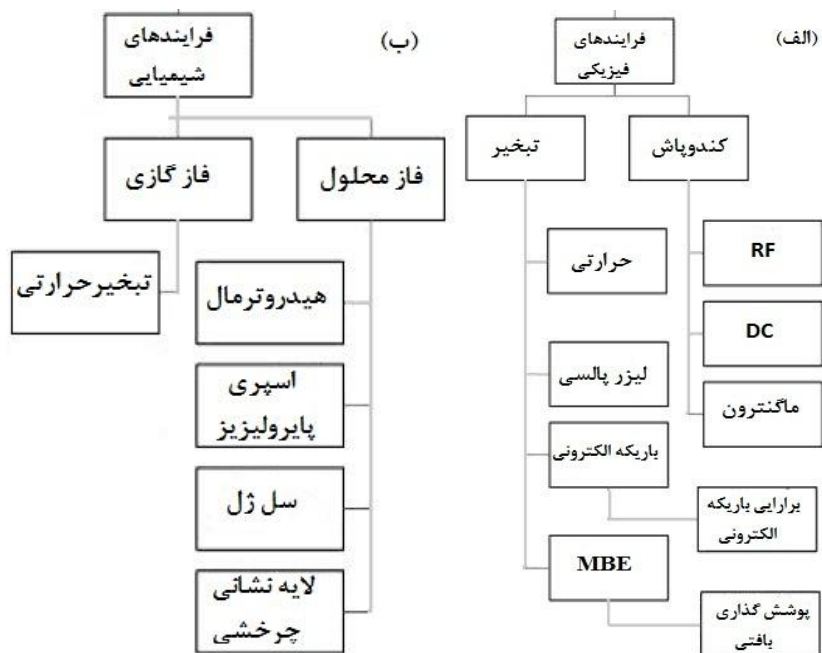 (الف)
فرایندهای
فیزیکی
کندوپاش
تبخیر
RF
DC
ماگنترون
حرارتی
لیزر پالسی
باریکه الکترونی
برارایی باریکه
الکترونی
MBE
پوشش گذاری
بافتی
(ب)
فرایندهای
شیمیایی
فاز محلول
فاز گازی
هیدروترمال
اسپری
پایرولیزیز
سل ژل
لایه نشانی
چرخشی
تبخیرحرارتی